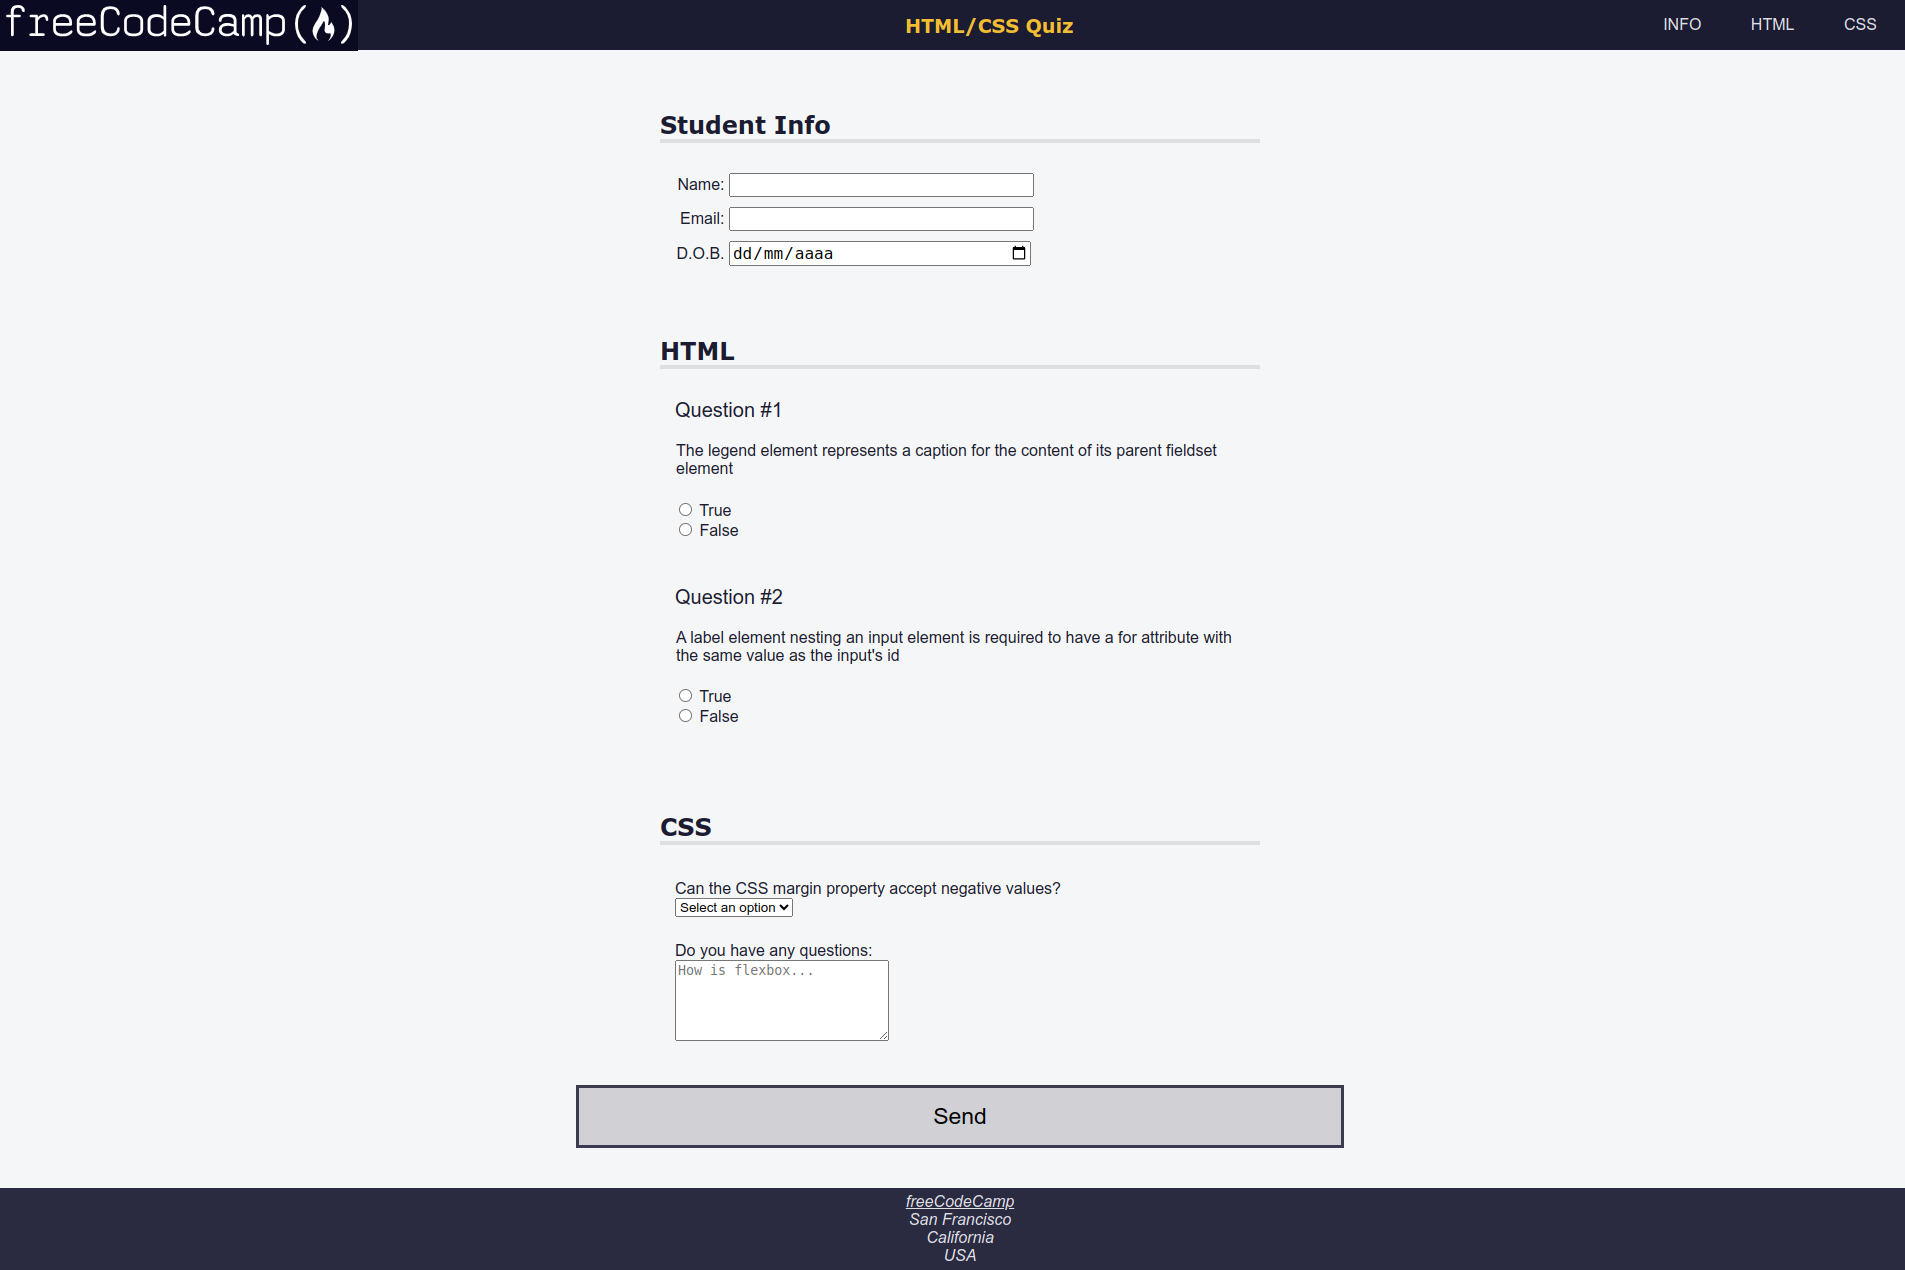 freeCodeCamp
HTML/CSS Quiz
INFO
HTML
CSS
Student Info
Name:
Email:
D.O.B.
dd/mm/aaaa
HTML
Question #1
The legend element represents a caption for the content of its parent fieldset
element
True
False
Question #2
A label element nesting an input element is required to have a for attribute with
the same value as the input's id
True
False
CSS
Can the CSS margin property accept negative values?
Select an option
Do you have any questions:
How is flexbox...
Send
freeCodeCamp
San Francisco
California
USA